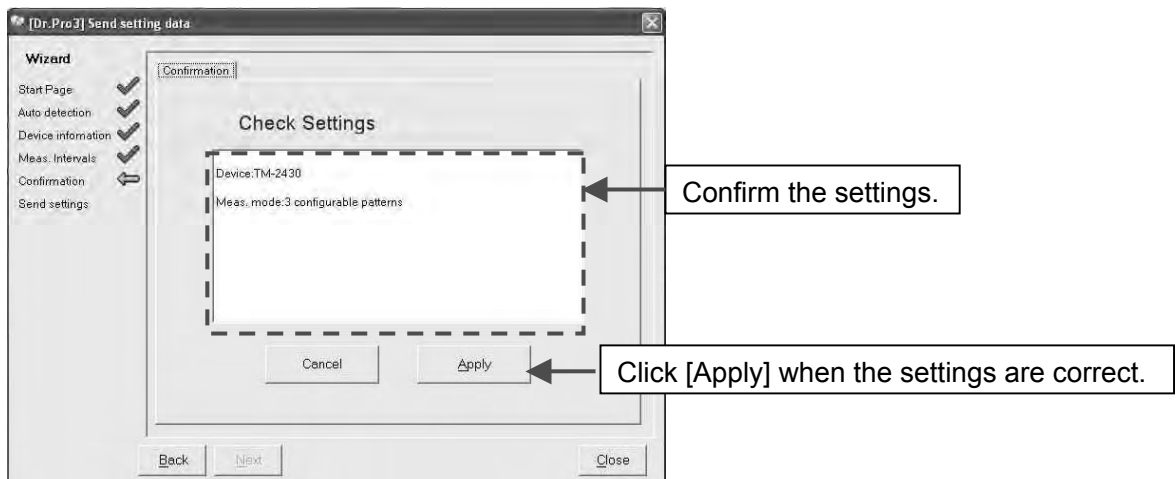 [Dr.Pro3] Send setting data
Wizard
Start Page
Auto detection
Device infomation
Meas. Intervals
Confirmation
Send settings
Confirmation
Check Settings
Device:TM-2430
Meas. mode:3 configurable patterns
Cancel
Apply
Back
Next
Close
Confirm the settings.
Click [Apply] when the settings are correct.